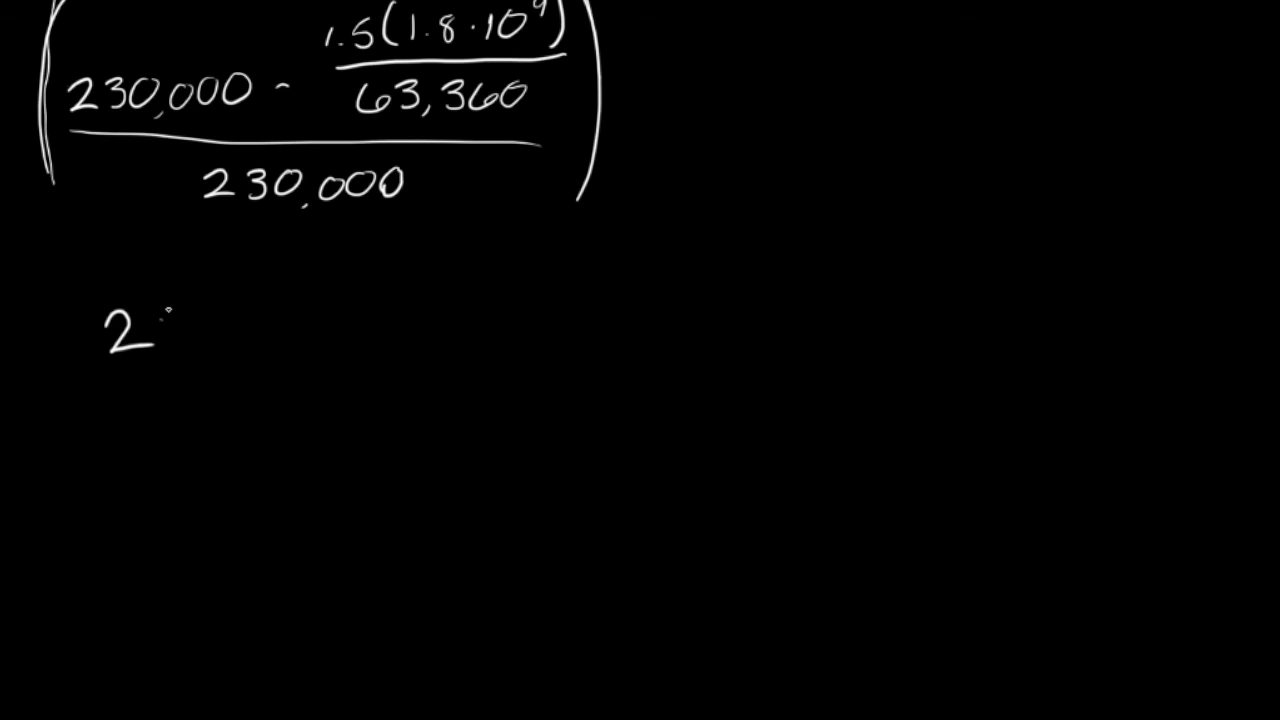 1.5(1.8·10⁹)
230,000 - 63,360
230,000
2